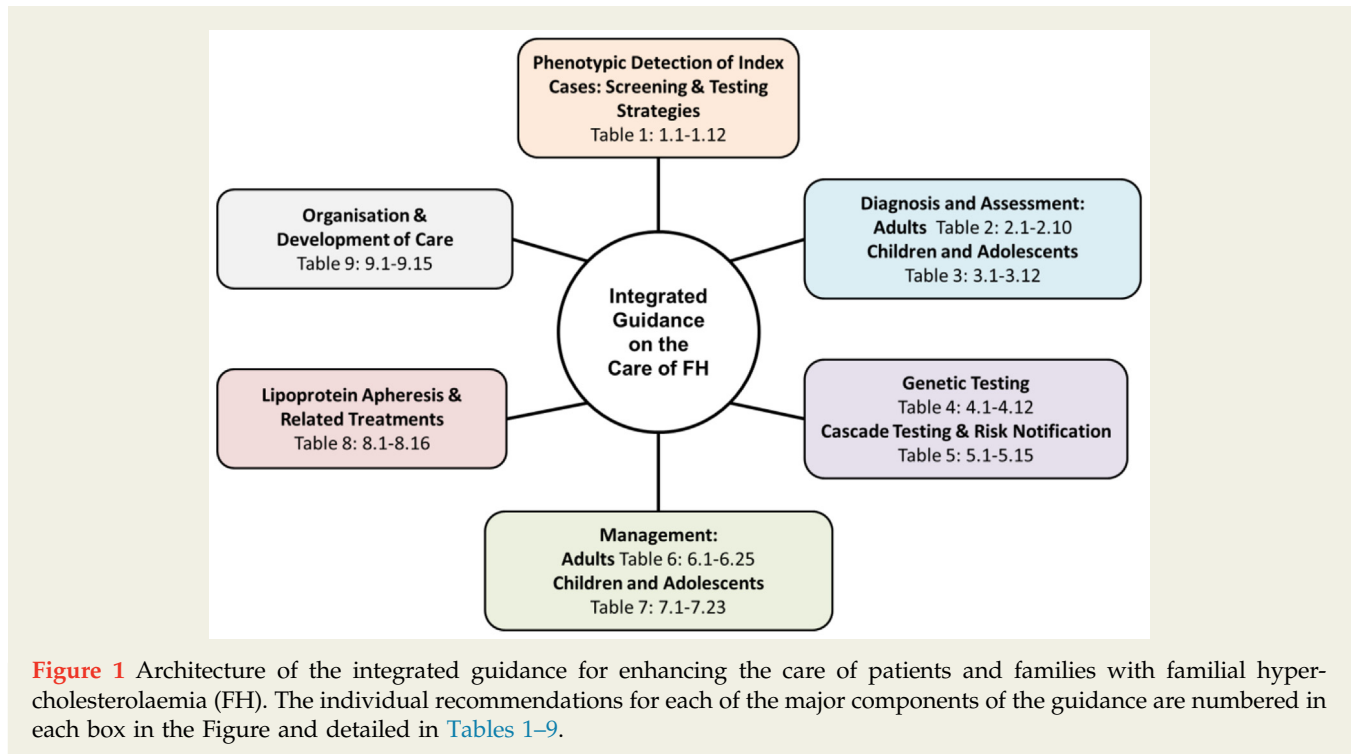 Phenotypic Detection of Index
Cases: Screening & Testing
Strategies
Table 1: 1.1-1.12
Organisation &
Development of Care
Table 9: 9.1-9.15
Diagnosis and Assessment:
Adults Table 2: 2.1-2.10
Children and Adolescents
Table 3: 3.1-3.12
Integrated
Guidance
on the
Care of FH
Lipoprotein Apheresis &
Related Treatments
Table 8: 8.1-8.16
Genetic Testing
Table 4: 4.1-4.12
Cascade Testing & Risk Notification
Table 5: 5.1-5.15
Management:
Adults Table 6: 6.1-6.25
Children and Adolescents
Table 7: 7.1-7.23
Figure 1 Architecture of the integrated guidance for enhancing the care of patients and families with familial hyper-
cholesterolaemia (FH). The individual recommendations for each of the major components of the guidance are numbered in
each box in the Figure and detailed in Tables 1–9.